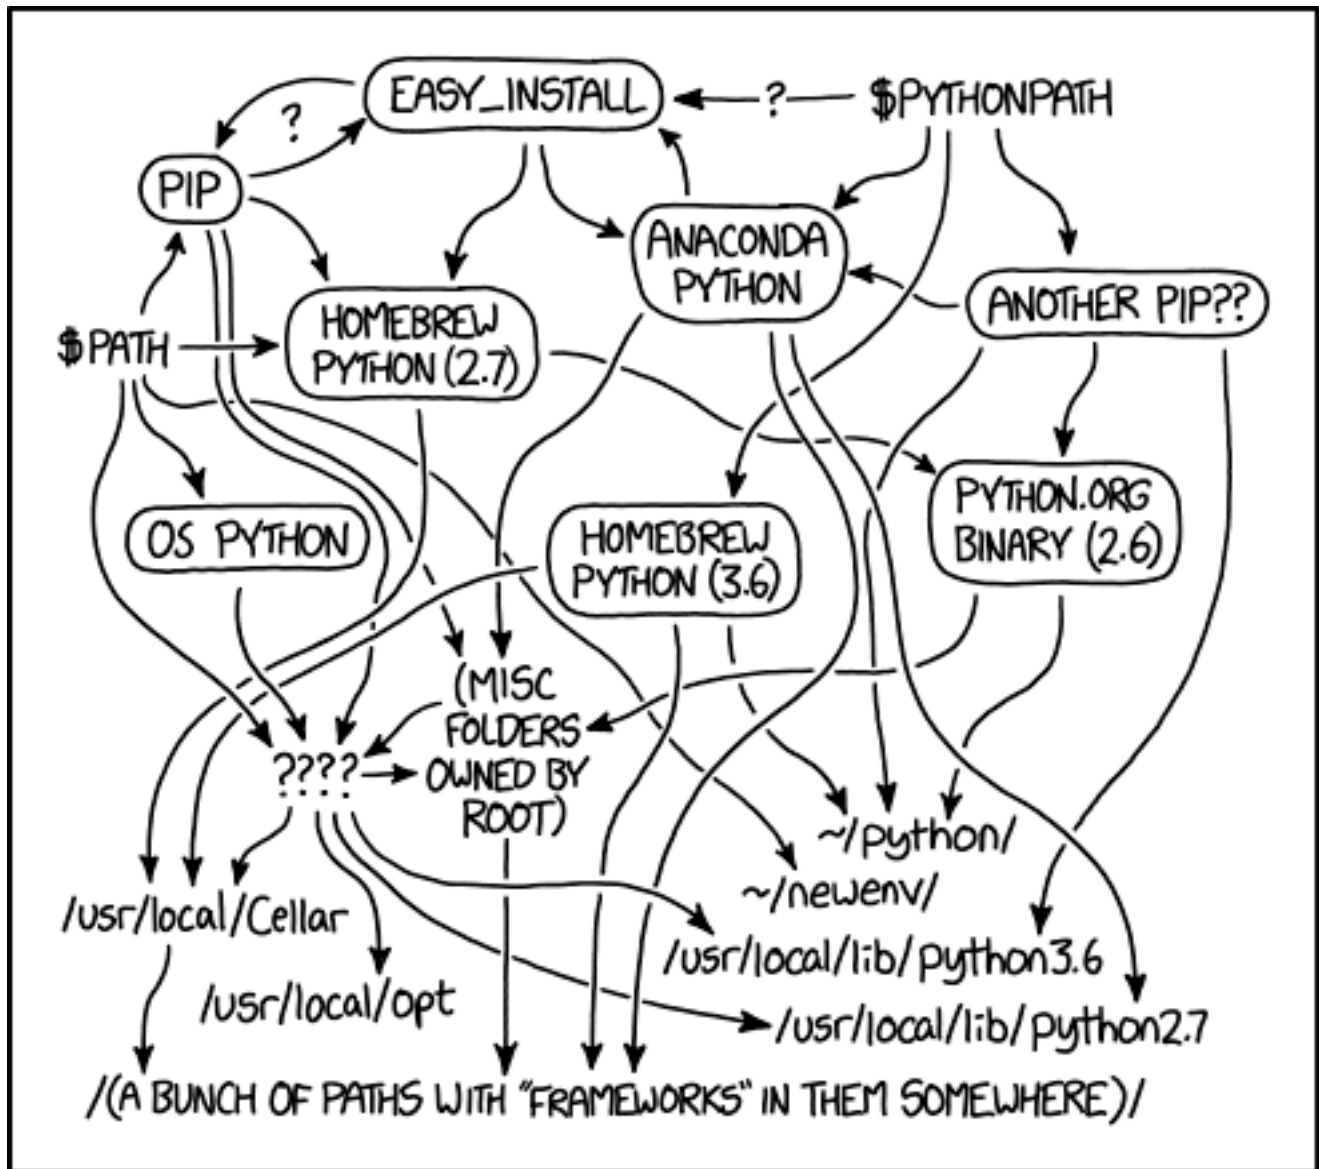 EASY_INSTALL
? $PYTHONPATH
?
PIP
ANACONDA
PYTHON
ANOTHER PIP??
$PATH
HOMEBREW
PYTHON (2.7)
PYTHON.ORG
BINARY (2.6)
OS PYTHON
HOMEBREW
PYTHON (3.6)
(MISC
FOLDERS
OWNED BY
ROOT)
????
~/python/
~/newenv/
/usr/local/Cellar
/usr/local/lib/python3.6
/usr/local/opt
/usr/local/lib/python2.7
/(A BUNCH OF PATHS WITH "FRAMEWORKS" IN THEM SOMEWHERE)/